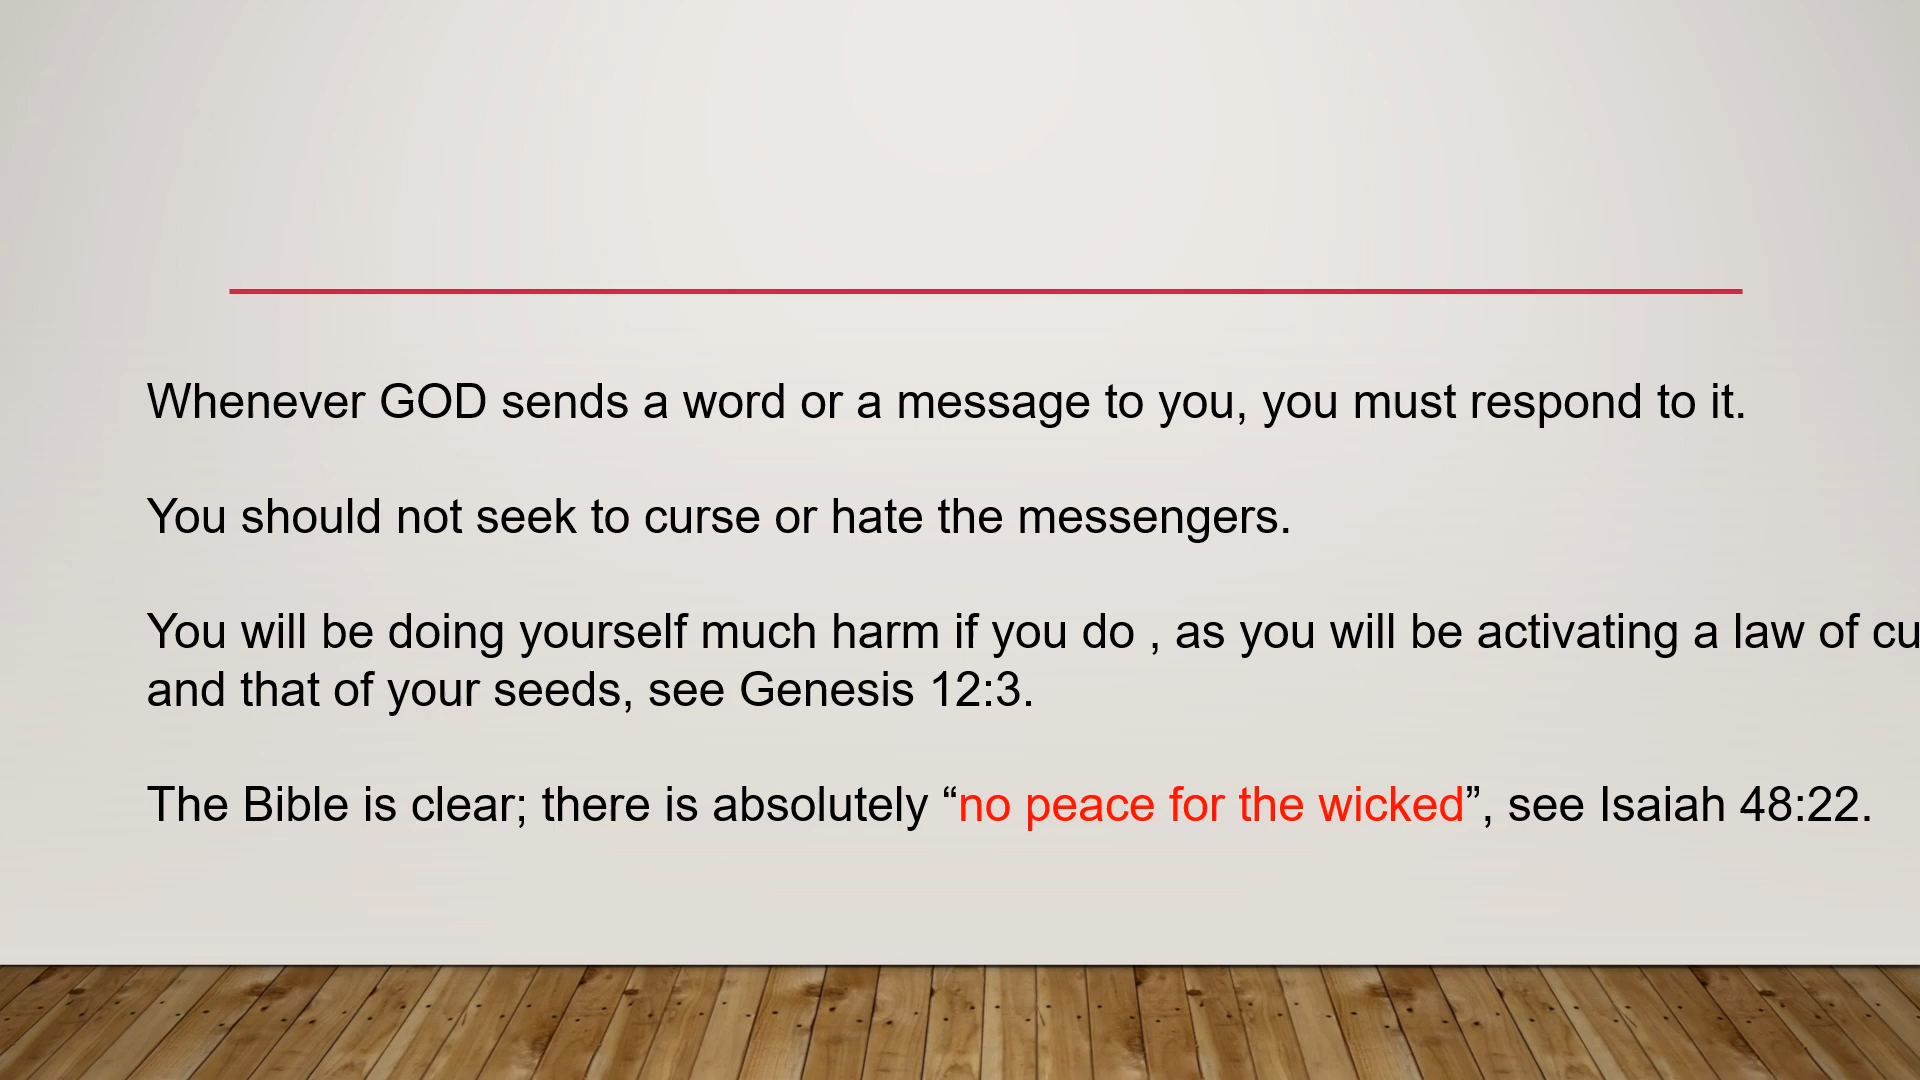 Whenever GOD sends a word or a message to you, you must respond to it.
You should not seek to curse or hate the messengers.
You will be doing yourself much harm if you do , as you will be activating a law of
and that of your seeds, see Genesis 12:3.
The Bible is clear; there is absolutely “no peace for the wicked”, see Isaiah 48:22.